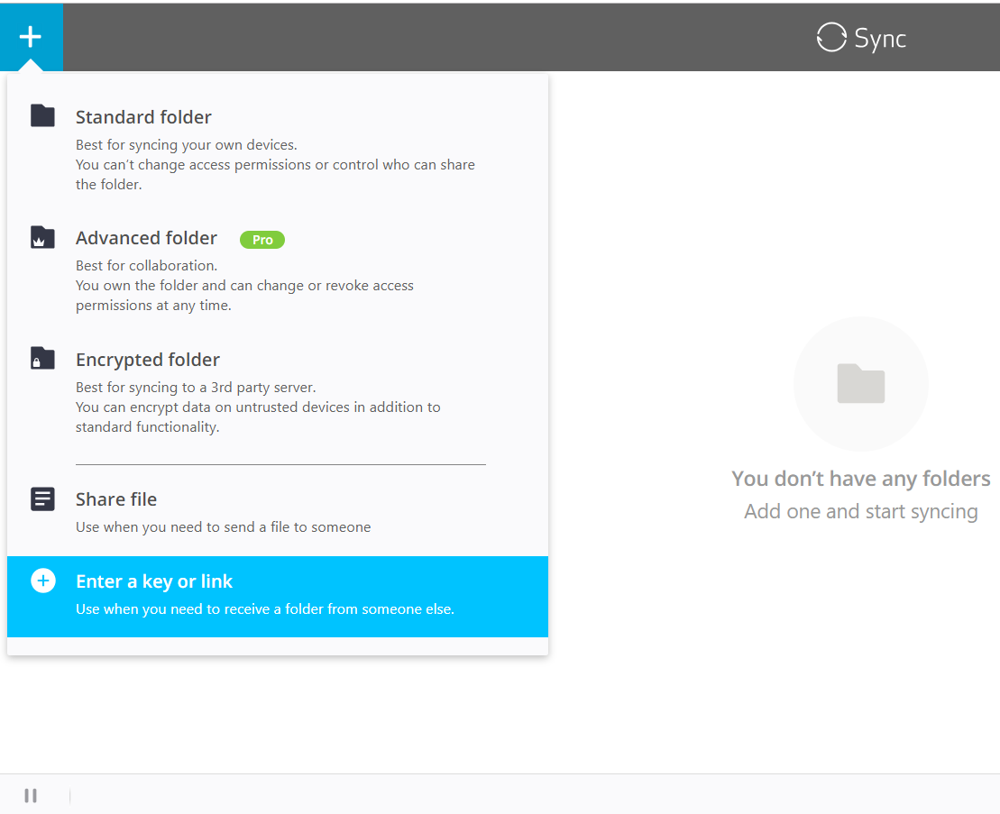 Sync
Standard folder
Best for syncing your own devices.
You can’t change access permissions or control who can share
the folder.
Advanced folder Pro
Best for collaboration.
You own the folder and can change or revoke access
permissions at any time.
Encrypted folder
Best for syncing to a 3rd party server.
You can encrypt data on untrusted devices in addition to
standard functionality.
Share file
Use when you need to send a file to someone
Enter a key or link
Use when you need to receive a folder from someone else.
You don’t have any folders
Add one and start syncing